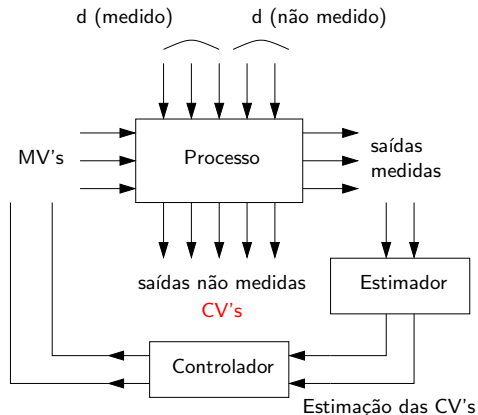 d (medido)
d (não medido)
MV's
Processo
saídas
medidas
saídas não medidas
CV's
Estimador
Controlador
Estimação das CV's